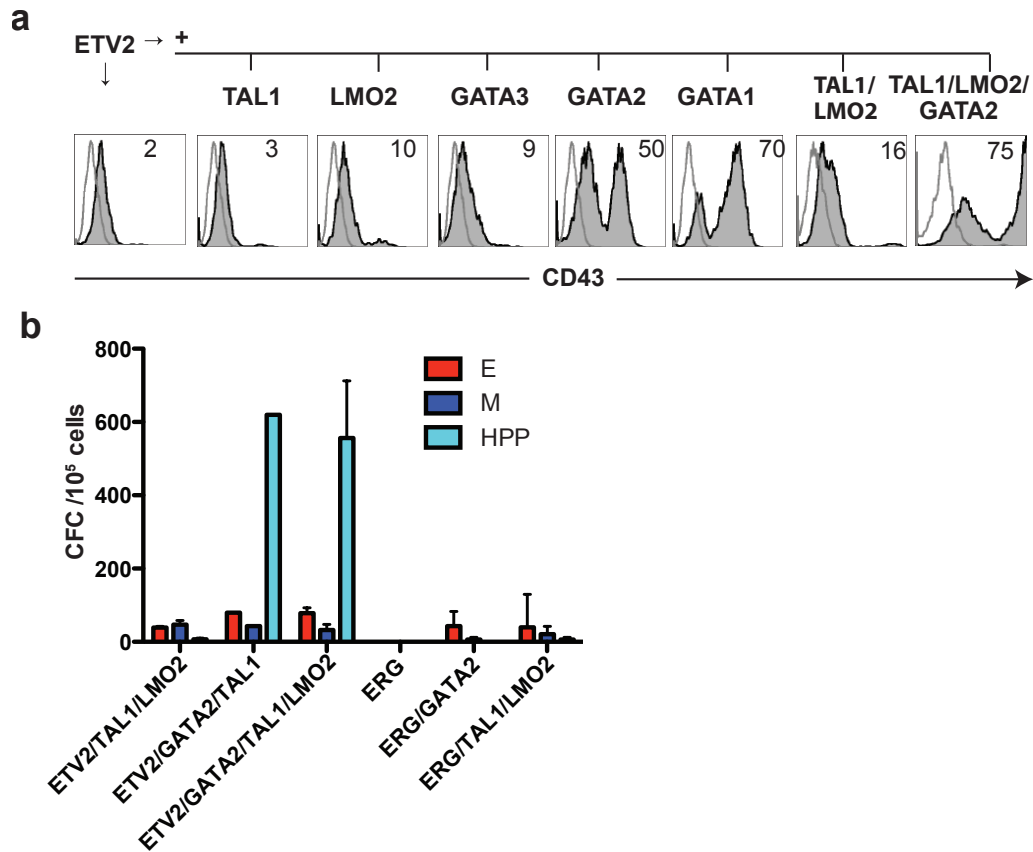 a
ETV2 → +
↓
TAL1 LMO2 GATA3 GATA2 GATA1 TAL1/ TAL1/LMO2/
LMO2 GATA2
2 3 10 9 50 70 16 75
CD43
b
800
600
400
200
0
CFC /10⁵ cells
E
M
HPP
ETV2/TAL1/LMO2
ETV2/GATA2/TAL1
ETV2/GATA2/TAL1/LMO2
ERG
ERG/GATA2
ERG/TAL1/LMO2